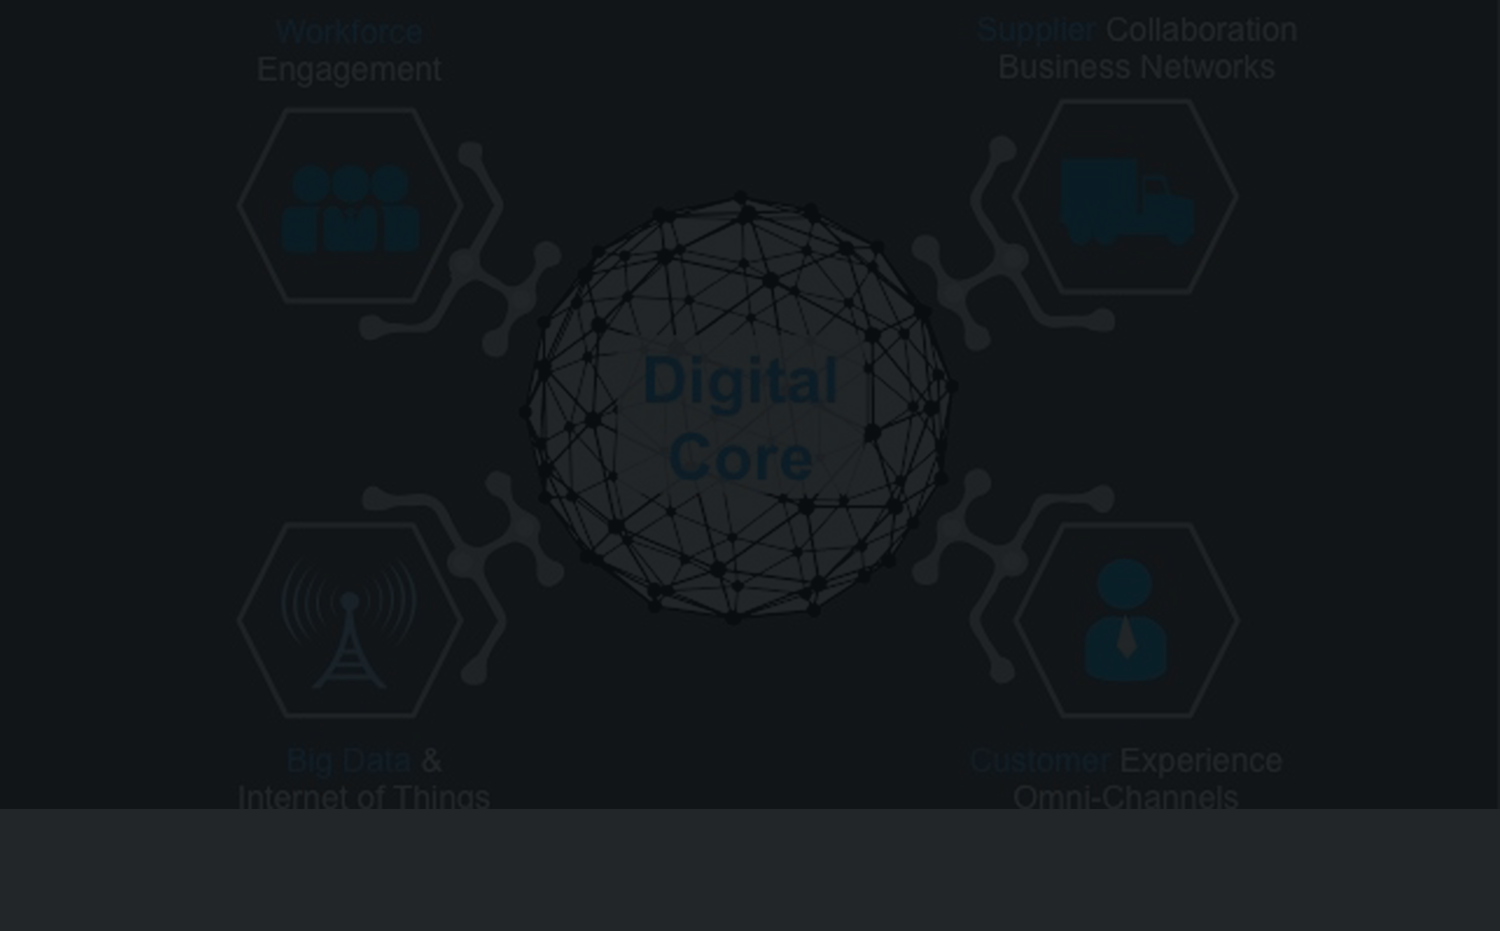 Workforce
Engagement
Supplier Collaboration
Business Networks
Digital
Core
Big Data &
Internet of Things
Customer Experience
Omni-Channels